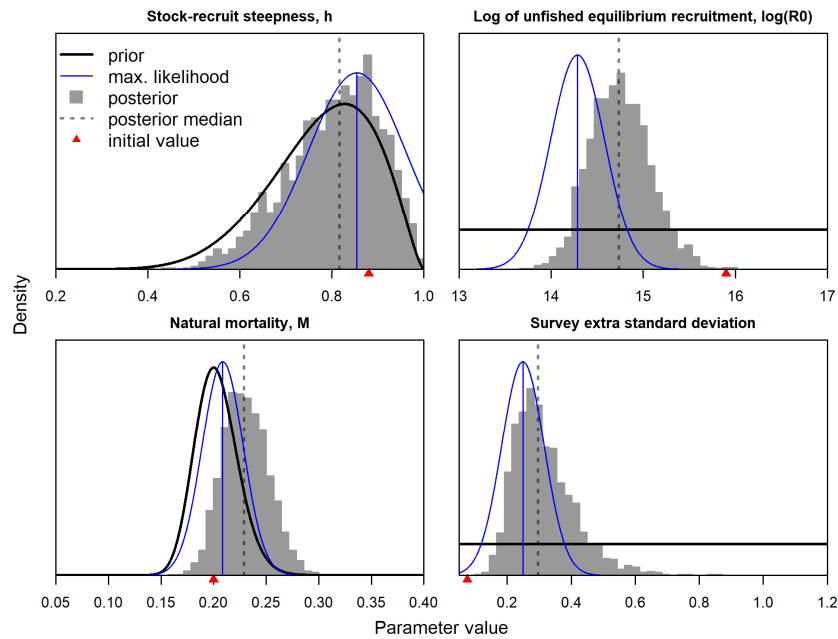 Stock-recruit steepness, h
prior
max. likelihood
posterior
posterior median
initial value
0.2 0.4 0.6 0.8 1.0
Log of unfished equilibrium recruitment, log(R0)
13 14 15 16 17
Density
Natural mortality, M
0.05 0.10 0.15 0.20 0.25 0.30 0.35 0.40
Survey extra standard deviation
0.2 0.4 0.6 0.8 1.0 1.2
Parameter value